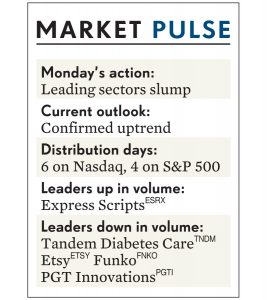 MARKET PULSE
Monday's action:
Leading sectors slump
Current outlook:
Confirmed uptrend
Distribution days:
6 on Nasdaq, 4 on S&P 500
Leaders up in volume:
Express Scripts ESRX
Leaders down in volume:
Tandem Diabetes Care TNDM
Etsy ETSY Funko FNKO
PGT Innovations PGTI